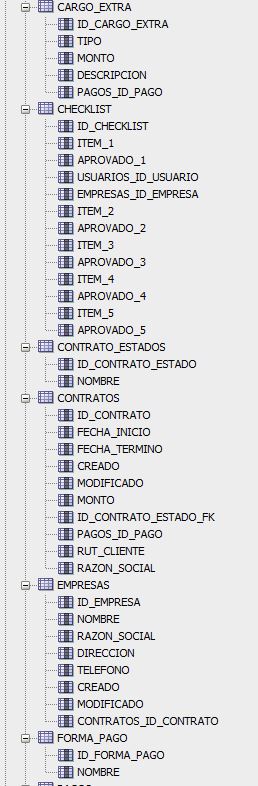 CARGO_EXTRA
ID_CARGO_EXTRA
TIPO
MONTO
DESCRIPCION
PAGOS_ID_PAGO
CHECKLIST
ID_CHECKLIST
ITEM_1
APROVADO_1
USUARIOS_ID_USUARIO
EMPRESAS_ID_EMPRESA
ITEM_2
APROVADO_2
ITEM_3
APROVADO_3
ITEM_4
APROVADO_4
ITEM_5
APROVADO_5
CONTRATO_ESTADOS
ID_CONTRATO_ESTADO
NOMBRE
CONTRATOS
ID_CONTRATO
FECHA_INICIO
FECHA_TERMINO
CREADO
MODIFICADO
MONTO
ID_CONTRATO_ESTADO_FK
PAGOS_ID_PAGO
RUT_CLIENTE
RAZON_SOCIAL
EMPRESAS
ID_EMPRESA
NOMBRE
RAZON_SOCIAL
DIRECCION
TELEFONO
CREADO
MODIFICADO
CONTRATOS_ID_CONTRATO
FORMA_PAGO
ID_FORMA_PAGO
NOMBRE